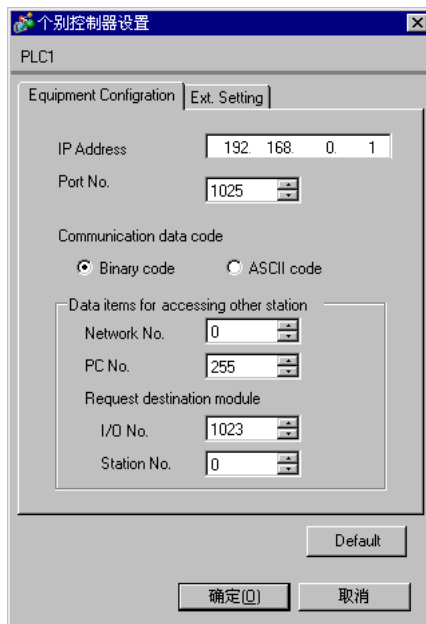 个别控制器设置
PLC1
Equipment Configration Ext. Setting
IP Address 192. 168. 0. 1
Port No. 1025
Communication data code
Binary code ASCII code
Data items for accessing other station
Network No. 0
PC No. 255
Request destination module
I/O No. 1023
Station No. 0
Default
确定(O) 取消